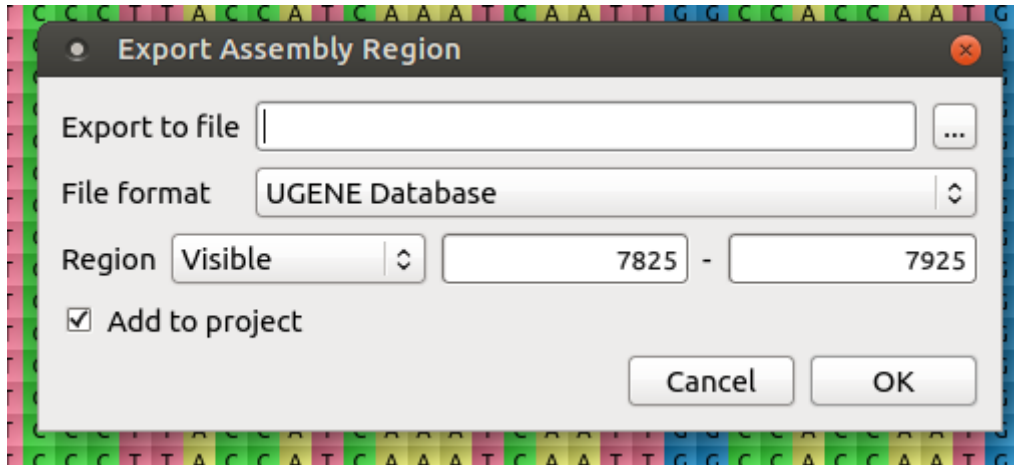 T C C C T T A C C A T C A A A T C A A T T G G C C A C C A A T G
Export Assembly Region
Export to file
...
File format UGENE Database
Region Visible 7825 - 7925
Add to project
Cancel OK
T C C C T T A C C A T C A A A T C A A T T G G C C A C C A A T G
T C C C T T A C C A T C A A A T C A A T T G G C C A C C A A T G